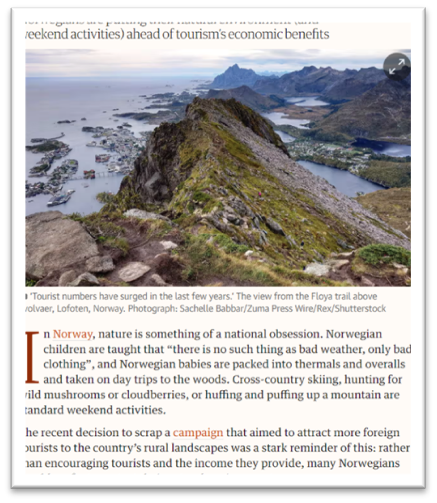 Norwegians are putting their natural environment (and
weekend activities) ahead of tourism's economic benefits
'Tourist numbers have surged in the last few years.' The view from the Fløya trail above
volvaer, Lofoten, Norway. Photograph: Sachelle Babbar/Zuma Press Wire/Rex/Shutterstock
In Norway, nature is something of a national obsession. Norwegian
children are taught that “there is no such thing as bad weather, only bad
clothing”, and Norwegian babies are packed into thermals and overalls
and taken on day trips to the woods. Cross-country skiing, hunting for
ild mushrooms or cloudberries, or huffing and puffing up a mountain are
tandard weekend activities.
he recent decision to scrap a campaign that aimed to attract more foreign
ourists to the country's rural landscapes was a stark reminder of this: rather
han encouraging tourists and the income they provide, many Norwegians